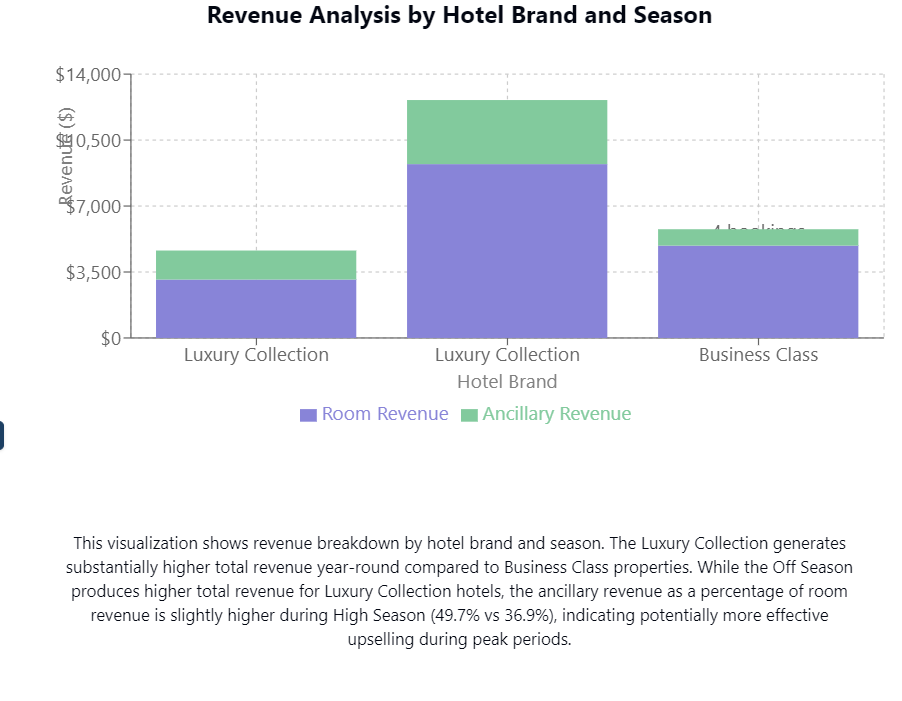 Revenue Analysis by Hotel Brand and Season
$14,000
$10,500
$7,000
$3,500
$0
Revenue ($)
4 bookings
Luxury Collection
Luxury Collection
Business Class
Hotel Brand
Room Revenue
Ancillary Revenue
This visualization shows revenue breakdown by hotel brand and season. The Luxury Collection generates
substantially higher total revenue year-round compared to Business Class properties. While the Off Season
produces higher total revenue for Luxury Collection hotels, the ancillary revenue as a percentage of room
revenue is slightly higher during High Season (49.7% vs 36.9%), indicating potentially more effective
upselling during peak periods.